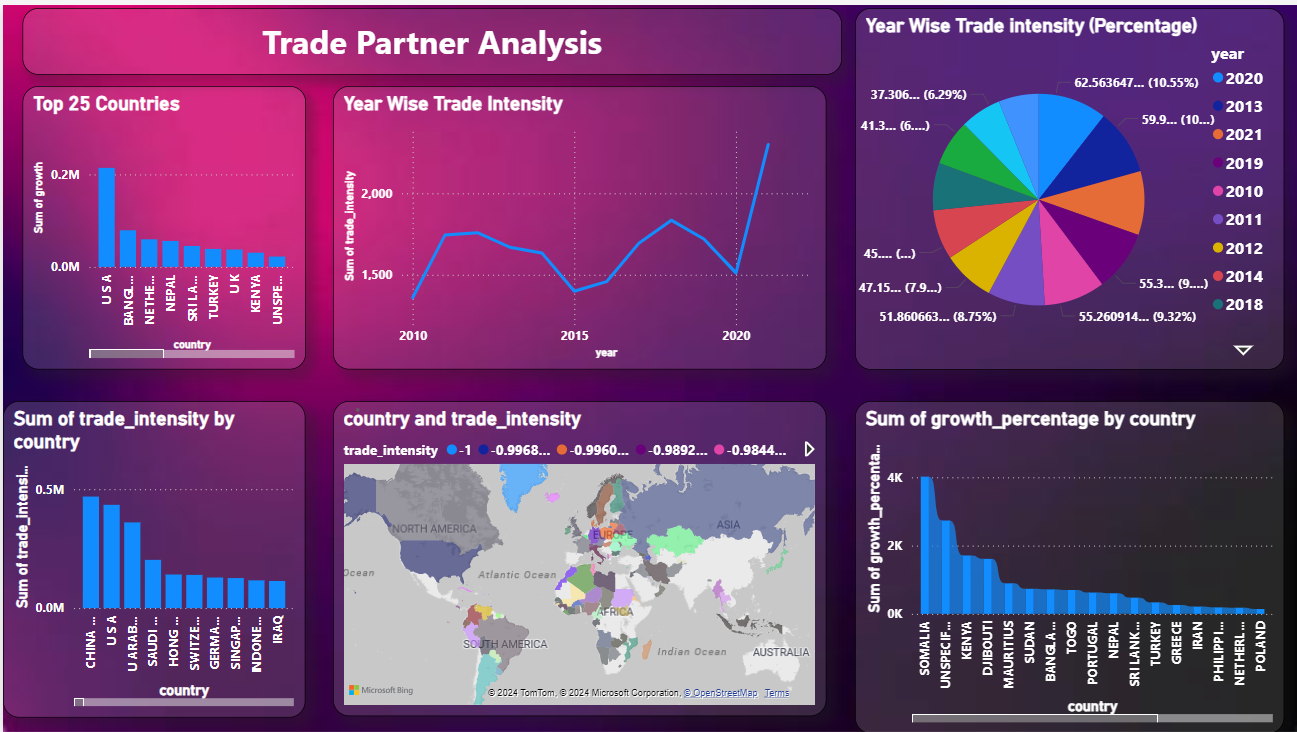 Trade Partner Analysis
Top 25 Countries
Sum of growth
0.2M
0.0M
U S A
BANGL...
NETHE...
NEPAL
SRI LA...
TURKEY
U K
KENYA
UNSPE...
country
Year Wise Trade Intensity
Sum of trade_intensity
2,000
1,500
2010
2015
2020
year
Year Wise Trade intensity (Percentage)
62.563647... (10.55%)
59.9... (10...)
55.3... (9....)
55.260914... (9.32%)
51.860663... (8.75%)
47.15... (7.9...)
45.... (...)
41.3... (6....)
37.306... (6.29%)
year
2020
2013
2021
2019
2010
2011
2012
2014
2018
Sum of trade_intensity by
country
Sum of trade_intensi...
0.5M
0.0M
CHINA ...
U S A
U ARAB...
SAUDI ...
HONG ...
SWITZE...
GERMA...
SINGAP...
INDONE...
IRAQ
country
country and trade_intensity
trade_intensity -1 -0.9968... -0.9960... -0.9892... -0.9844...
NORTH AMERICA
EUROPE
ASIA
Ocean
Atlantic Ocean
AFRICA
SOUTH AMERICA
Indian Ocean
AUSTRALIA
Microsoft Bing
© 2024 TomTom, © 2024 Microsoft Corporation, © OpenStreetMap Terms
Sum of growth_percentage by country
Sum of growth_percenta...
4K
2K
0K
SOMALIA
UNSPECIF...
KENYA
DJIBOUTI
MAURITIUS
SUDAN
BANGLA...
TOGO
PORTUGAL
NEPAL
SRI LANK...
TURKEY
GREECE
IRAN
PHILIPPI...
NETHERL...
POLAND
country